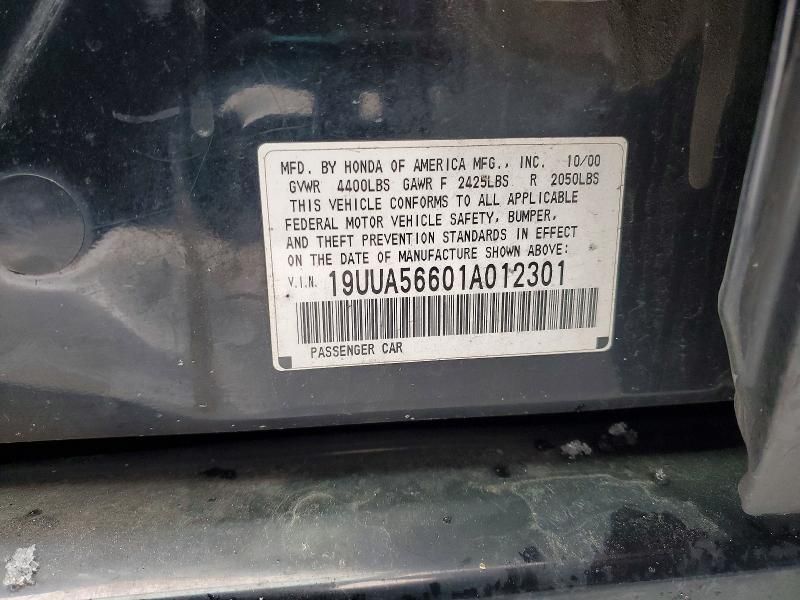 MFD. BY HONDA OF AMERICA MFG., INC. 10/00
GVWR 4400LBS GAWR F 2425LBS R 2050LBS
THIS VEHICLE CONFORMS TO ALL APPLICABLE
FEDERAL MOTOR VEHICLE SAFETY, BUMPER,
AND THEFT PREVENTION STANDARDS IN EFFECT
ON THE DATE OF MANUFACTURE SHOWN ABOVE:
V.I.N. 19UUA56601A012301
PASSENGER CAR